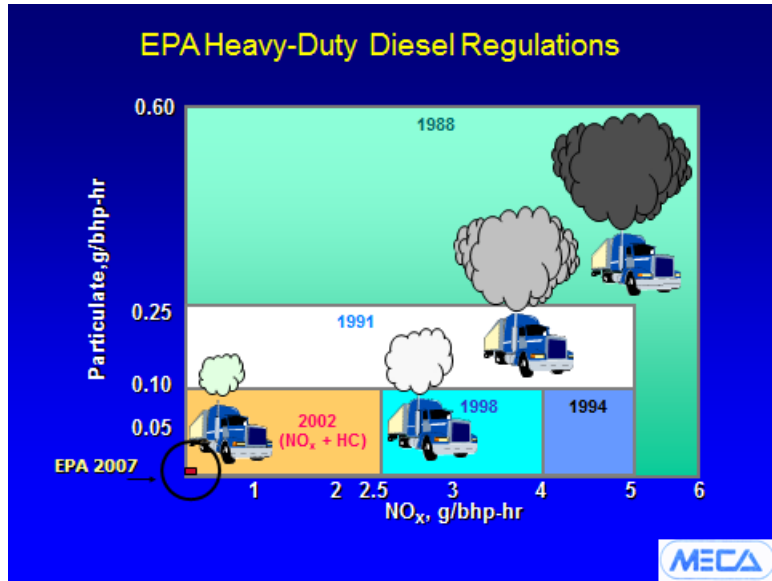 EPA Heavy-Duty Diesel Regulations
0.60
1988
Particulate,g/bhp-hr
0.25
1991
0.10
2002
(NOx + HC)
1998
1994
0.05
EPA 2007
1 2 2.5 3 4 5 6
NOx, g/bhp-hr
MECA